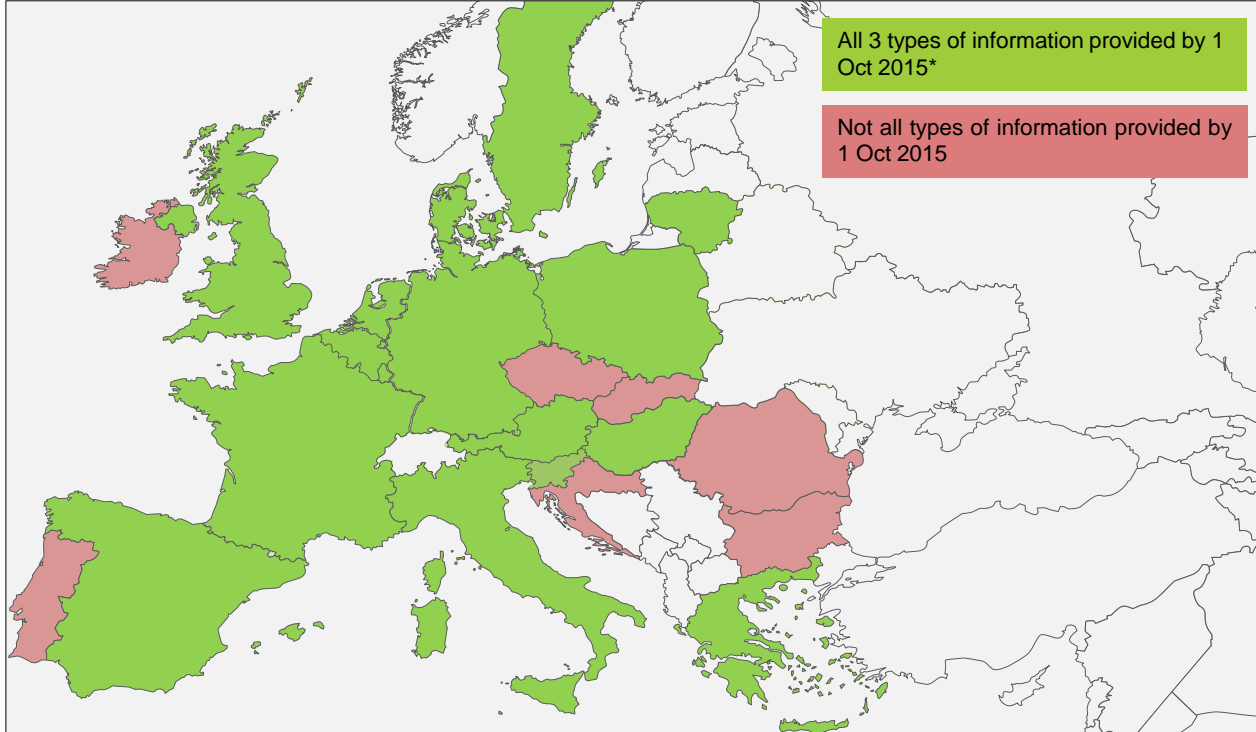 All 3 types of information provided by 1
Oct 2015*
Not all types of information provided by
1 Oct 2015